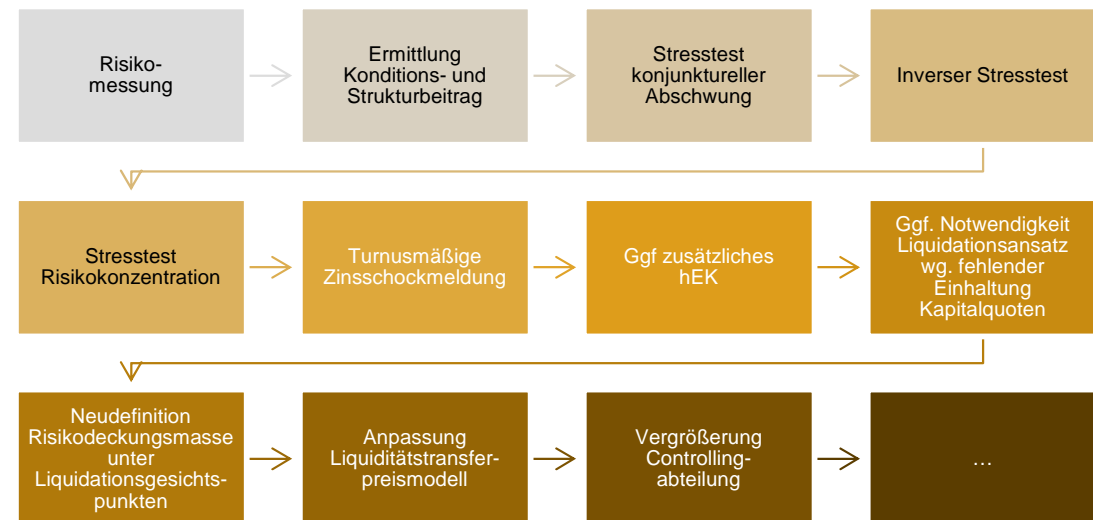 Risiko-
messung
Ermittlung
Konditions- und
Strukturbeitrag
Stresstest
konjunktureller
Abschwung
Inverser Stresstest
Stresstest
Risikokonzentration
Turnusmäßige
Zinsschockmeldung
Ggf zusätzliches
hEK
Ggf. Notwendigkeit
Liquidationsansatz
wg. fehlender
Einhaltung
Kapitalquoten
Neudefinition
Risikodeckungsmasse
unter
Liquidationsgesichts-
punkten
Anpassung
Liquiditätstransfer-
preismodell
Vergrößerung
Controlling-
abteilung
…